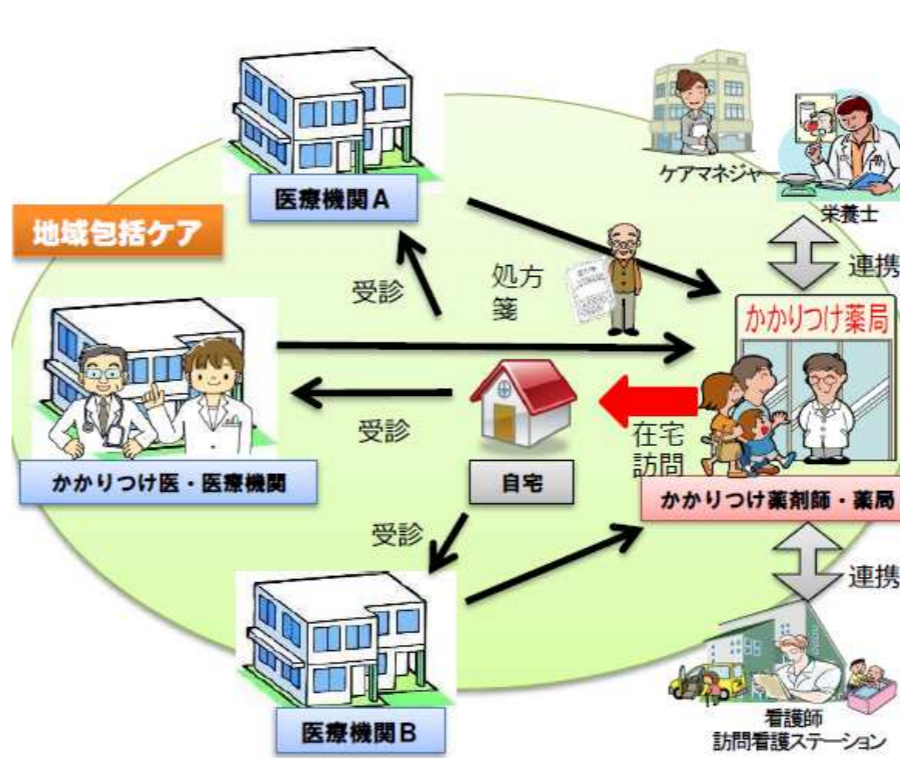 ケアマネジャー
栄養士
医療機関A
地域包括ケア
連携
受診
処方
箋
かかりつけ薬局
受診
在宅
訪問
かかりつけ医・医療機関
自宅
かかりつけ薬剤師・薬局
受診
連携
医療機関B
看護師
訪問看護ステーション